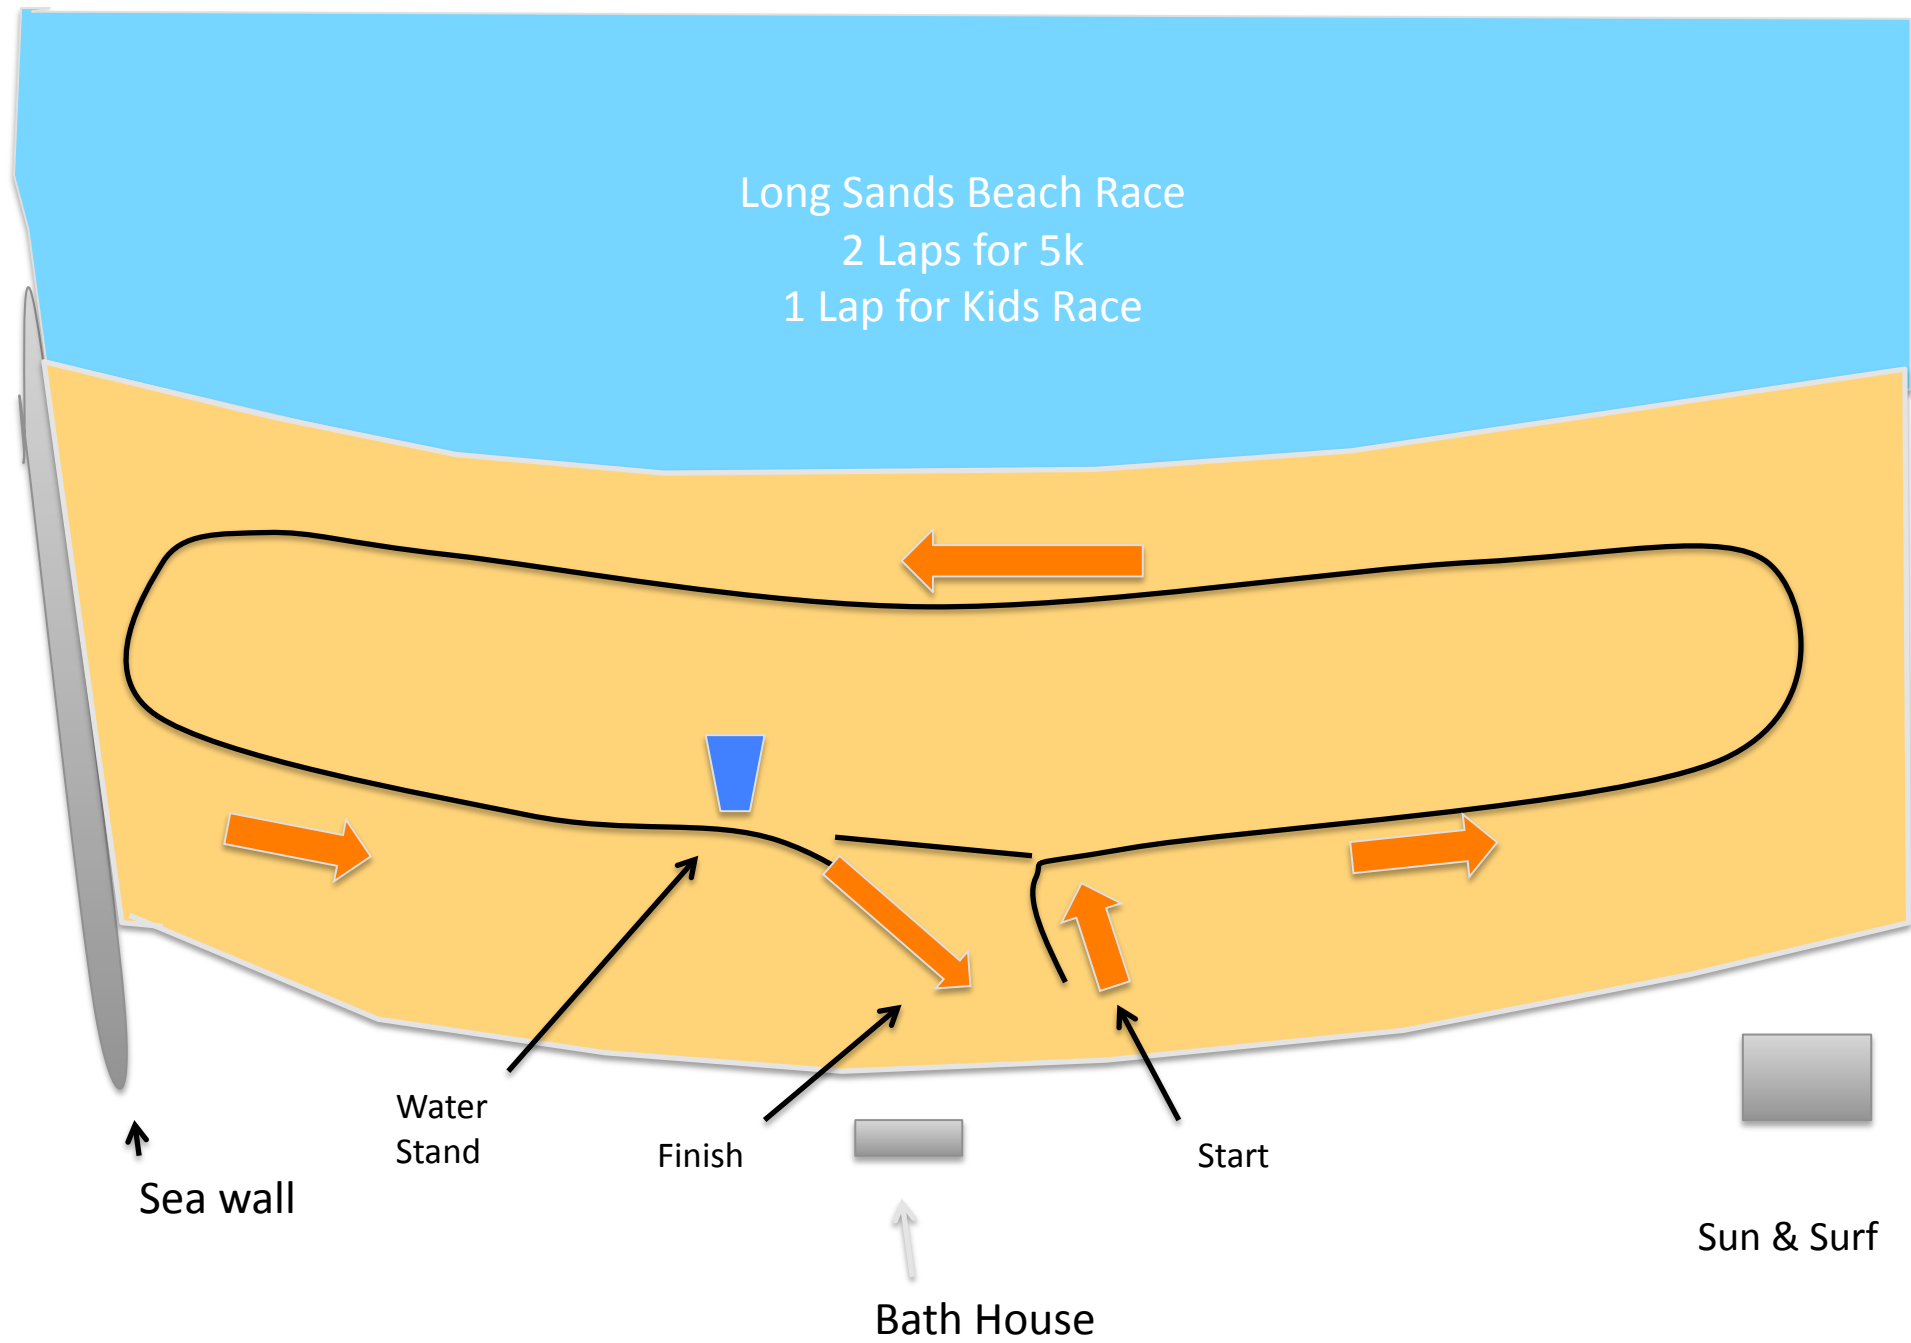 Long Sands Beach Race
2 Laps for 5k
1 Lap for Kids Race
Water
Stand
Finish
Start
Sea wall
Sun & Surf
Bath House